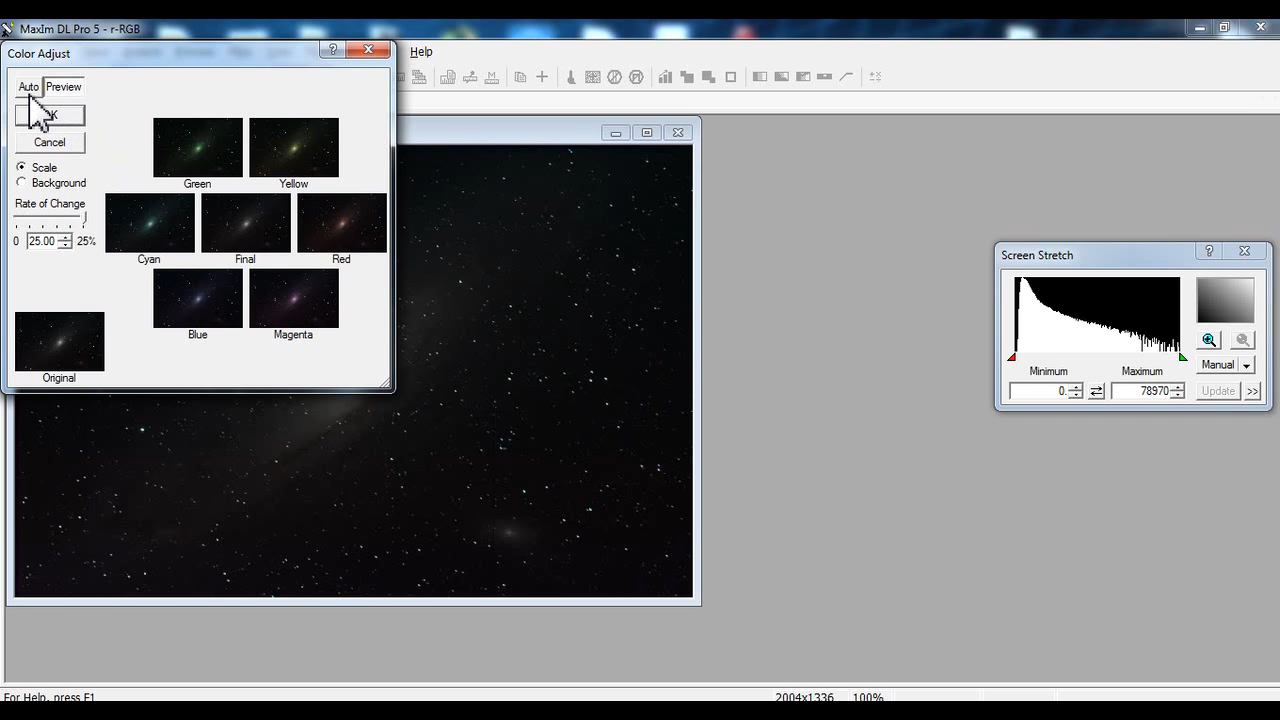 MaxIm DL Pro 5 - r-RGB
Color Adjust
Help
Auto Preview
Cancel
Scale
Background
Rate of Change
0 25.00 25%
Green Yellow
Cyan Final Red
Blue Magenta
Original
Screen Stretch
Minimum Maximum
0. 78970
Manual
Update >>
For Help, press F1
2004x1336 100%